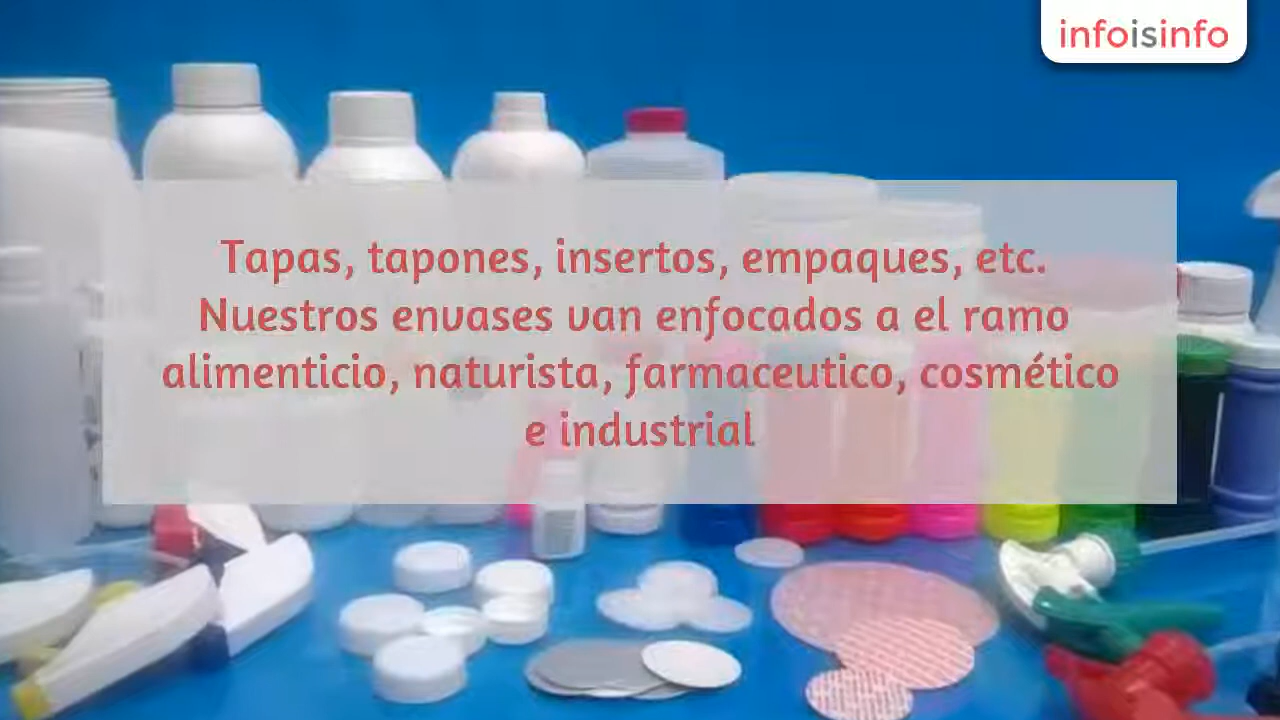 infoisinfo
Tapas, tapones, insertos, empaques, etc.
Nuestros envases van enfocados a el ramo
alimenticio, naturista, farmaceutico, cosmético
e industrial